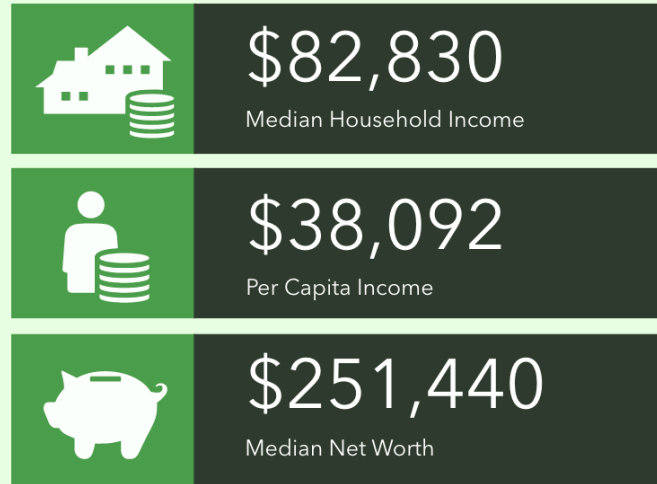 $82,830
Median Household Income
$38,092
Per Capita Income
$251,440
Median Net Worth